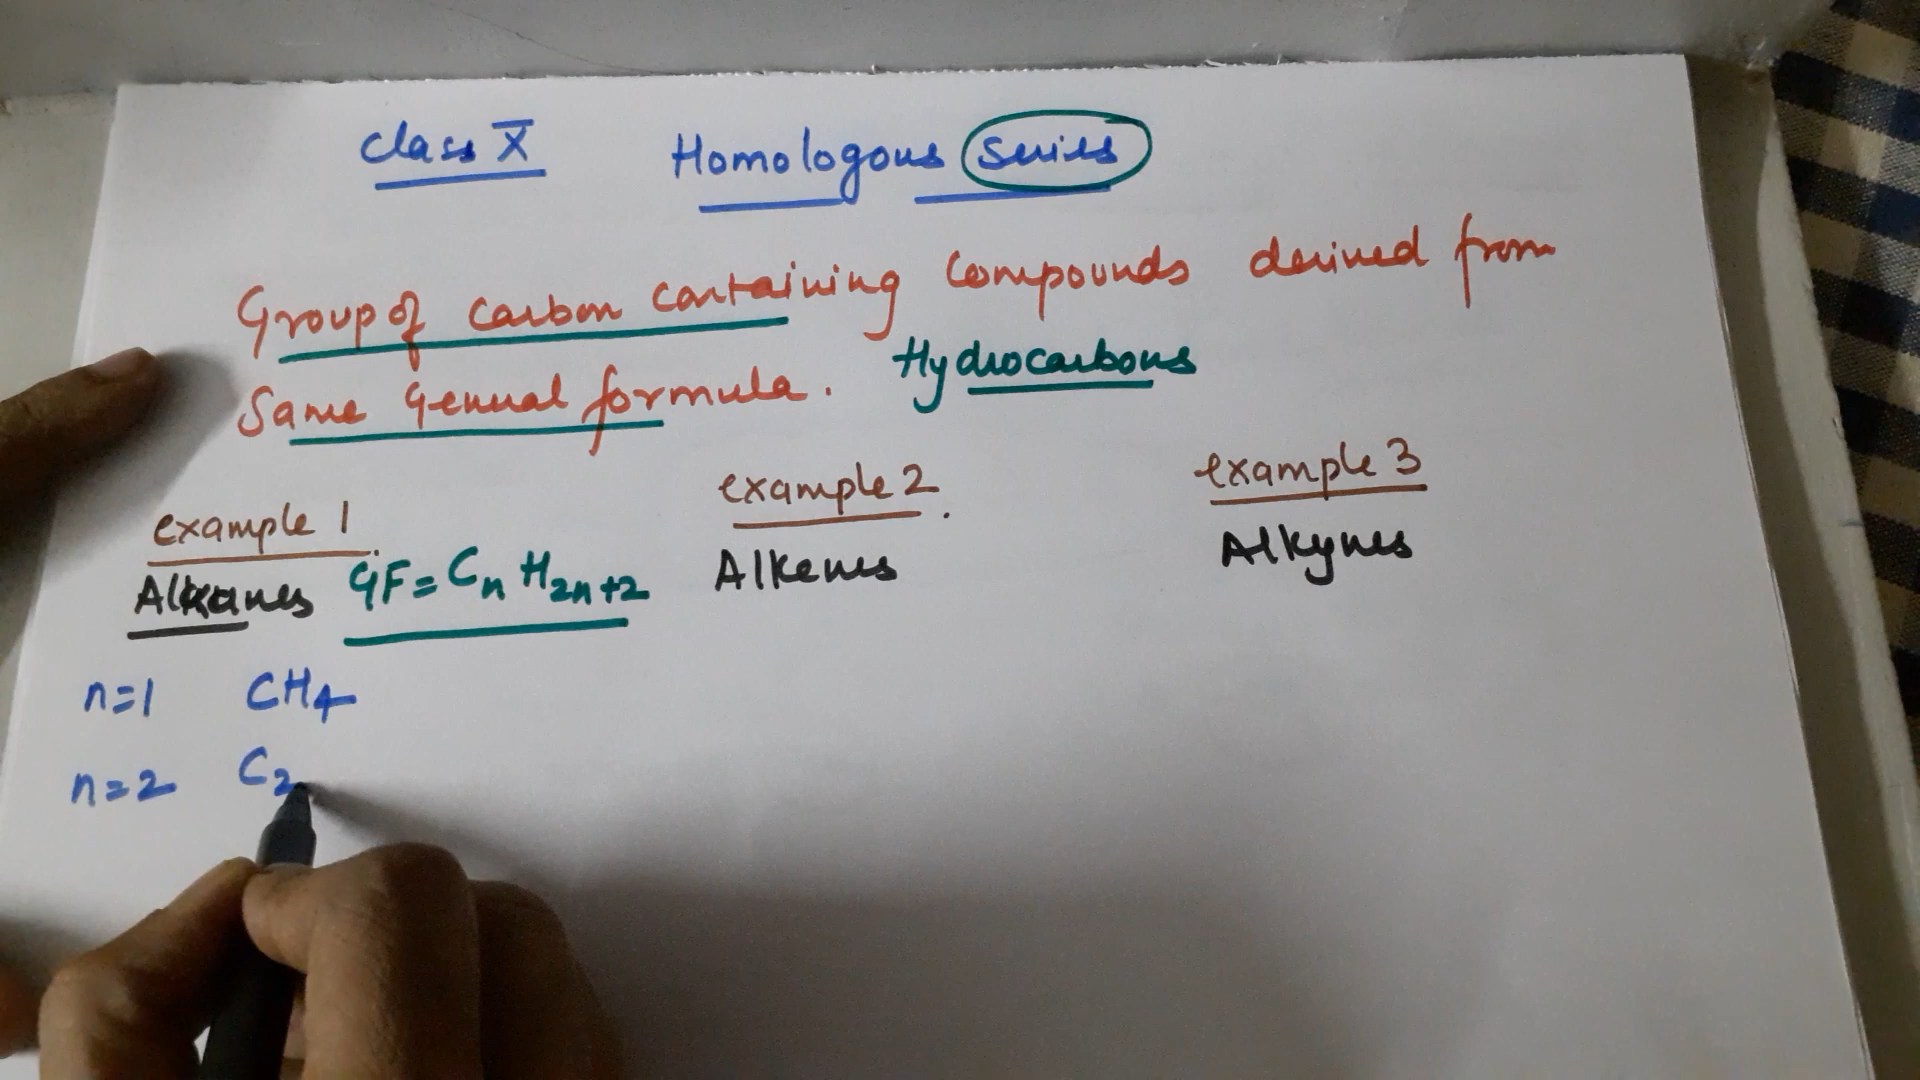 Class X Homologous Series
Group of carbon containing compounds derived from
Same General formula. Hydrocarbons
example 1 example 2. example 3
Alkanes GF = CnH2n+2 Alkenes Alkynes
n=1 CH4
n=2 C2